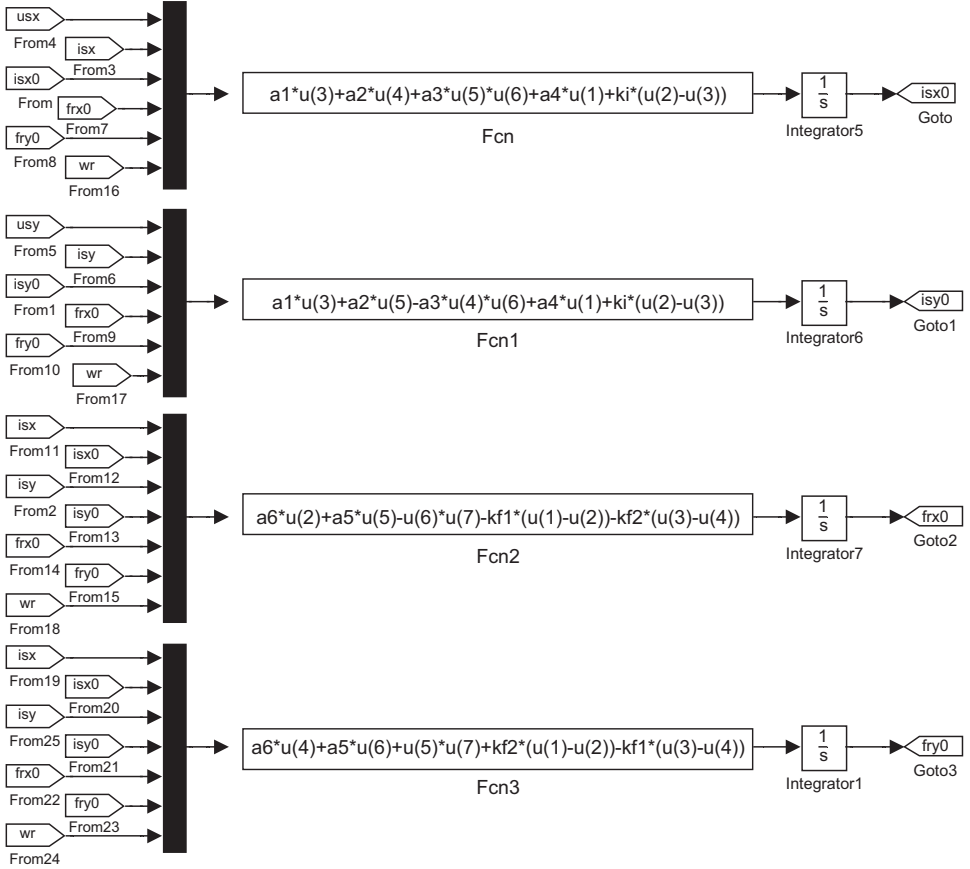 usx
From4
isx
From3
isx0
From
frx0
From7
fry0
From8
wr
From16
a1*u(3)+a2*u(4)+a3*u(5)*u(6)+a4*u(1)+ki*(u(2)-u(3))
Fcn
1
s
Integrator5
isx0
Goto
usy
From5
isy
From6
isy0
From1
frx0
From9
fry0
From10
wr
From17
a1*u(3)+a2*u(5)-a3*u(4)*u(6)+a4*u(1)+ki*(u(2)-u(3))
Fcn1
1
s
Integrator6
isy0
Goto1
isx
From11
isx0
From12
isy
From2
isy0
From13
frx0
From14
fry0
From15
wr
From18
a6*u(2)+a5*u(5)-u(6)*u(7)-kf1*(u(1)-u(2))-kf2*(u(3)-u(4))
Fcn2
1
s
Integrator7
frx0
Goto2
isx
From19
isx0
From20
isy
From25
isy0
From21
frx0
From22
fry0
From23
wr
From24
a6*u(4)+a5*u(6)+u(5)*u(7)+kf2*(u(1)-u(2))-kf1*(u(3)-u(4))
Fcn3
1
s
Integrator1
fry0
Goto3